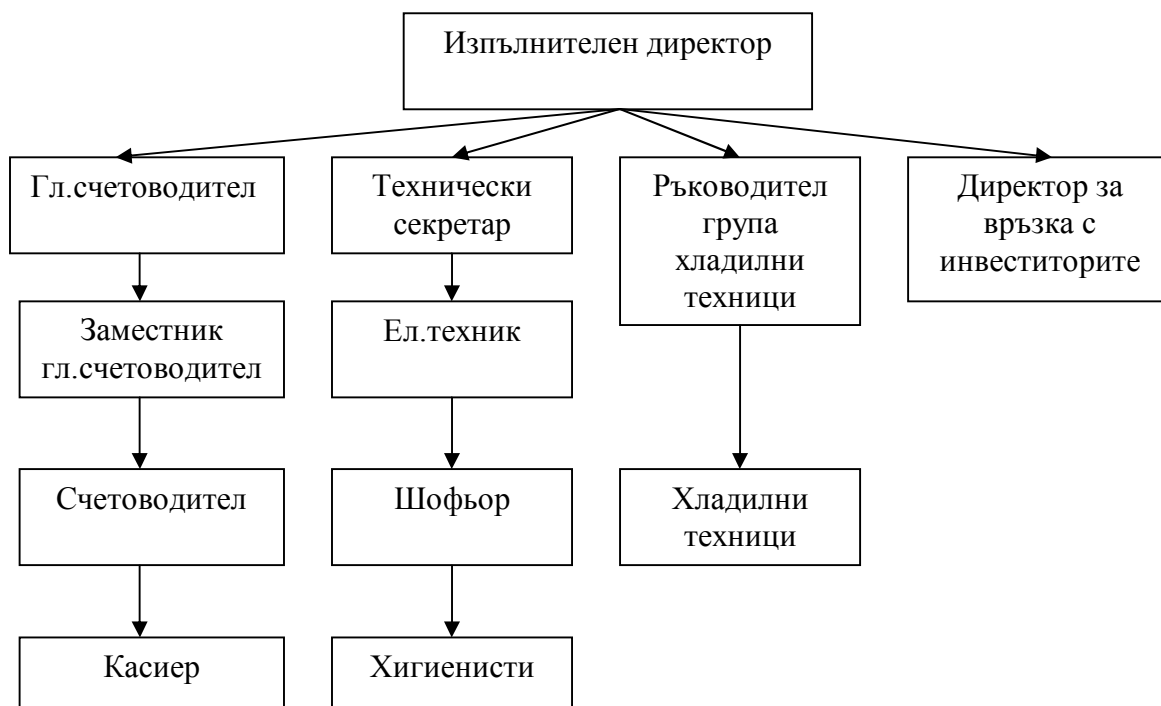 Изпълнителен директор
Гл.счетоводител
Технически
секретар
Ръководител
група
хладилни
техници
Директор за
връзка с
инвеститорите
Заместник
гл.счетоводител
Ел.техник
Счетоводител
Шофьор
Хладилни
техници
Касиер
Хигиенисти